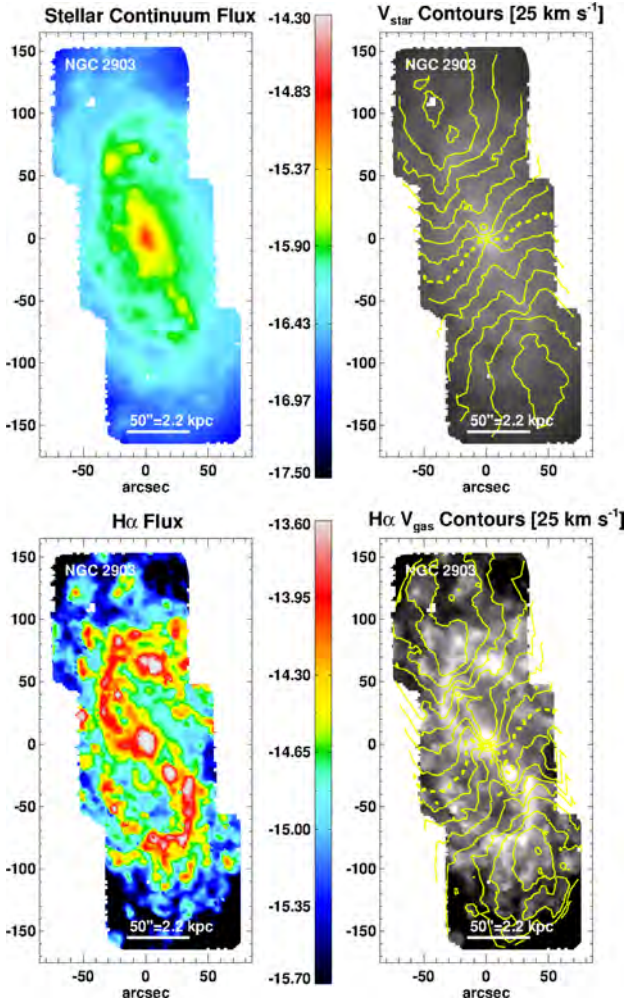 Stellar Continuum Flux
V_star Contours [25 km s⁻¹]
NGC 2903
50"=2.2 kpc
150
100
50
0
-50
-100
-150
-50 0 50
arcsec
-14.30
-14.83
-15.37
-15.90
-16.43
-16.97
-17.50
NGC 2903
50"=2.2 kpc
150
100
50
0
-50
-100
-150
-50 0 50
arcsec
Hα Flux
Hα V_gas Contours [25 km s⁻¹]
NGC 2903
50"=2.2 kpc
150
100
50
0
-50
-100
-150
-50 0 50
arcsec
-13.60
-13.95
-14.30
-14.65
-15.00
-15.35
-15.70
NGC 2903
50"=2.2 kpc
150
100
50
0
-50
-100
-150
-50 0 50
arcsec